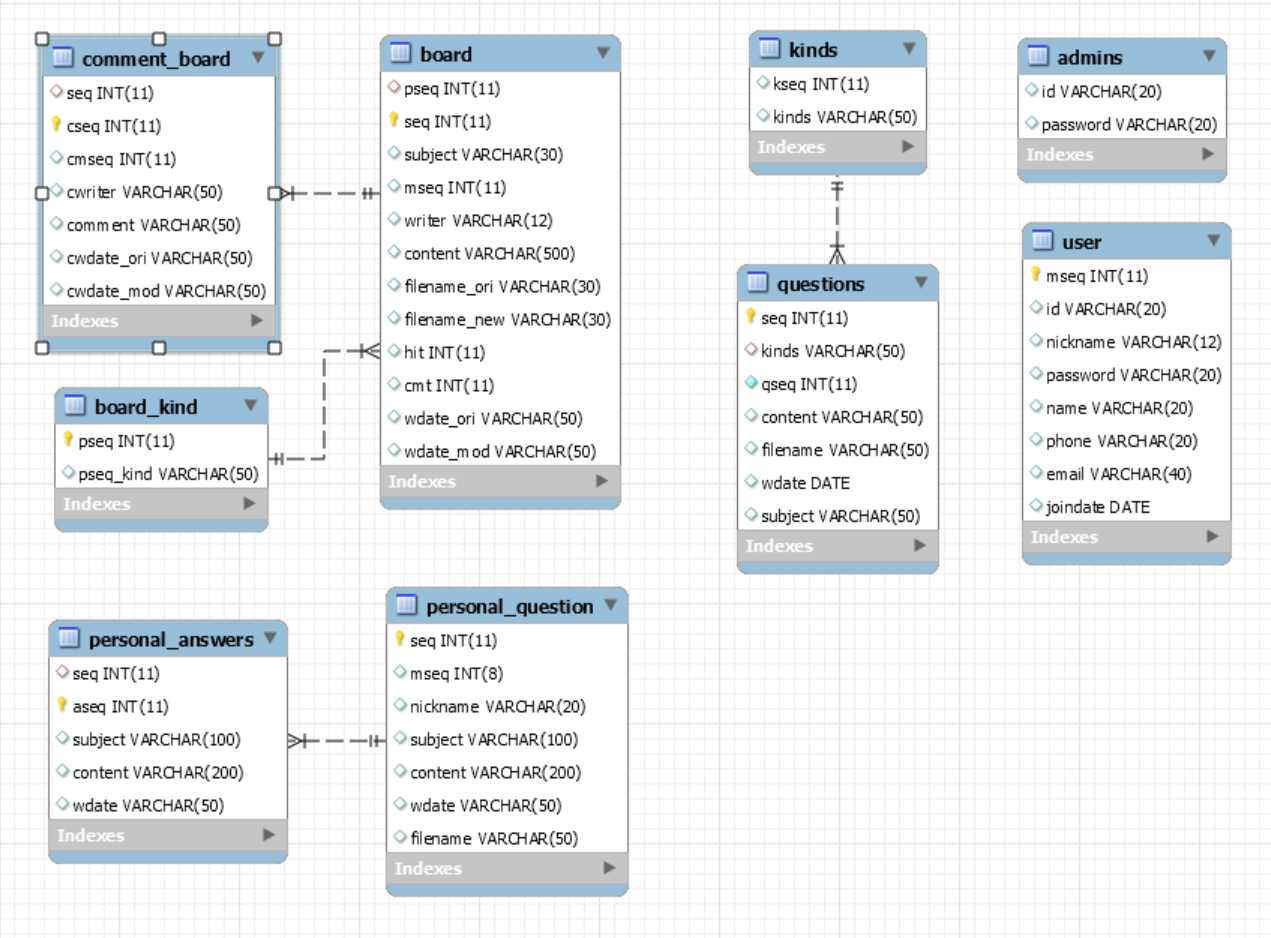 comment_board
seq INT(11)
cseq INT(11)
cmseq INT(11)
cwriter VARCHAR(50)
comment VARCHAR(50)
cwdate_ori VARCHAR(50)
cwdate_mod VARCHAR(50)
Indexes
board
pseq INT(11)
seq INT(11)
subject VARCHAR(30)
mseq INT(11)
writer VARCHAR(12)
content VARCHAR(500)
filename_ori VARCHAR(30)
filename_new VARCHAR(30)
hit INT(11)
cmt INT(11)
wdate_ori VARCHAR(50)
wdate_mod VARCHAR(50)
Indexes
kinds
kseq INT(11)
kinds VARCHAR(50)
Indexes
admins
id VARCHAR(20)
password VARCHAR(20)
Indexes
board_kind
pseq INT(11)
pseq_kind VARCHAR(50)
Indexes
questions
seq INT(11)
kinds VARCHAR(50)
qseq INT(11)
content VARCHAR(50)
filename VARCHAR(50)
wdate DATE
subject VARCHAR(50)
Indexes
user
mseq INT(11)
id VARCHAR(20)
nickname VARCHAR(12)
password VARCHAR(20)
name VARCHAR(20)
phone VARCHAR(20)
email VARCHAR(40)
joindate DATE
Indexes
personal_answers
seq INT(11)
aseq INT(11)
subject VARCHAR(100)
content VARCHAR(200)
wdate VARCHAR(50)
Indexes
personal_question
seq INT(11)
mseq INT(8)
nickname VARCHAR(20)
subject VARCHAR(100)
content VARCHAR(200)
wdate VARCHAR(50)
filename VARCHAR(50)
Indexes